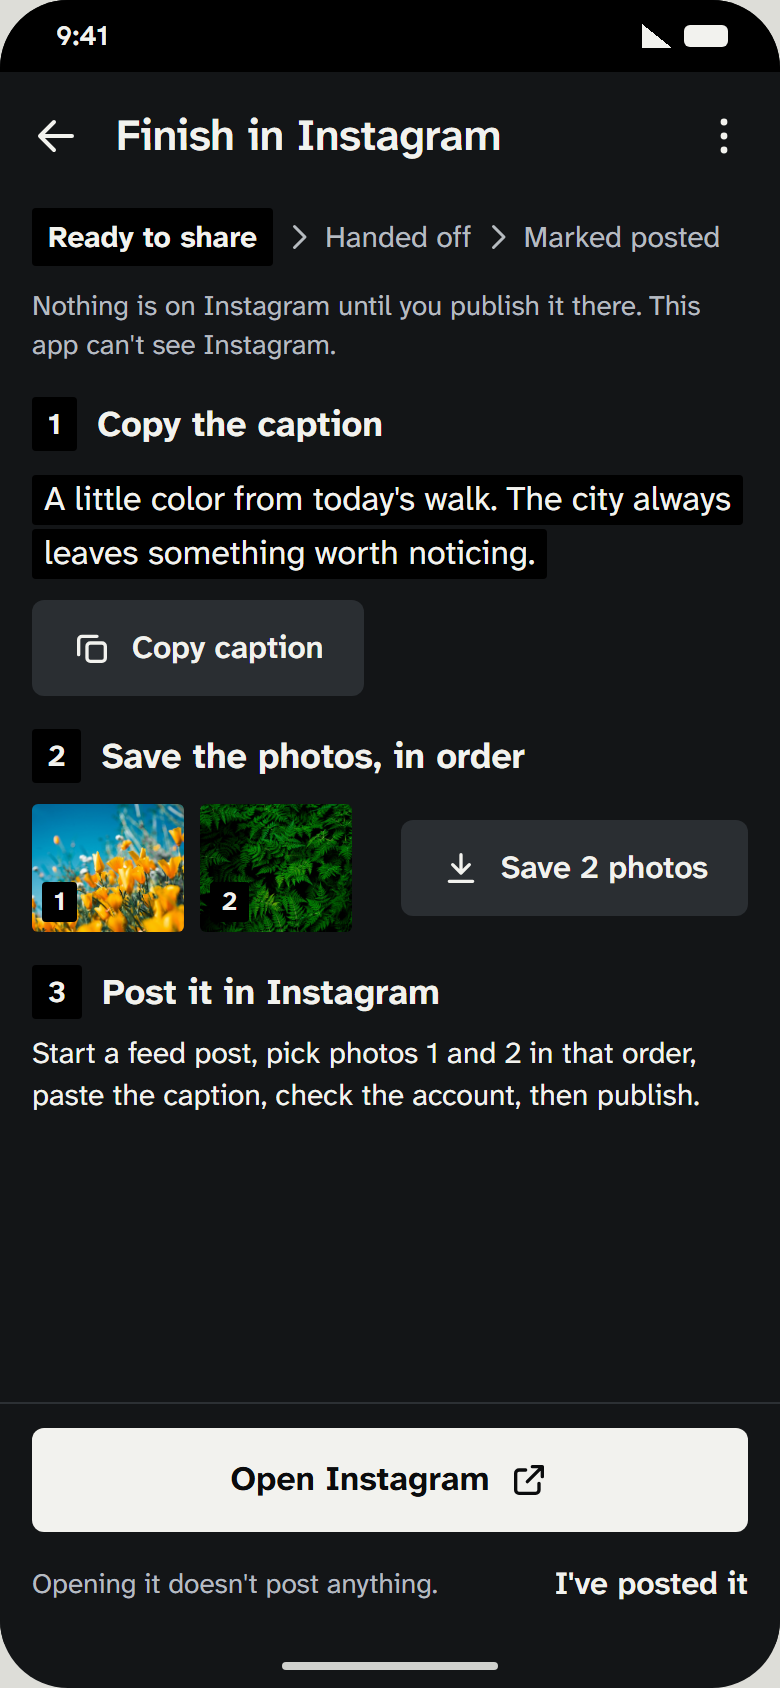 9:41
Finish in Instagram
Ready to share > Handed off > Marked posted
Nothing is on Instagram until you publish it there. This
app can't see Instagram.
1 Copy the caption
A little color from today's walk. The city always
leaves something worth noticing.
Copy caption
2 Save the photos, in order
1 2 Save 2 photos
3 Post it in Instagram
Start a feed post, pick photos 1 and 2 in that order,
paste the caption, check the account, then publish.
Open Instagram
Opening it doesn't post anything. I've posted it